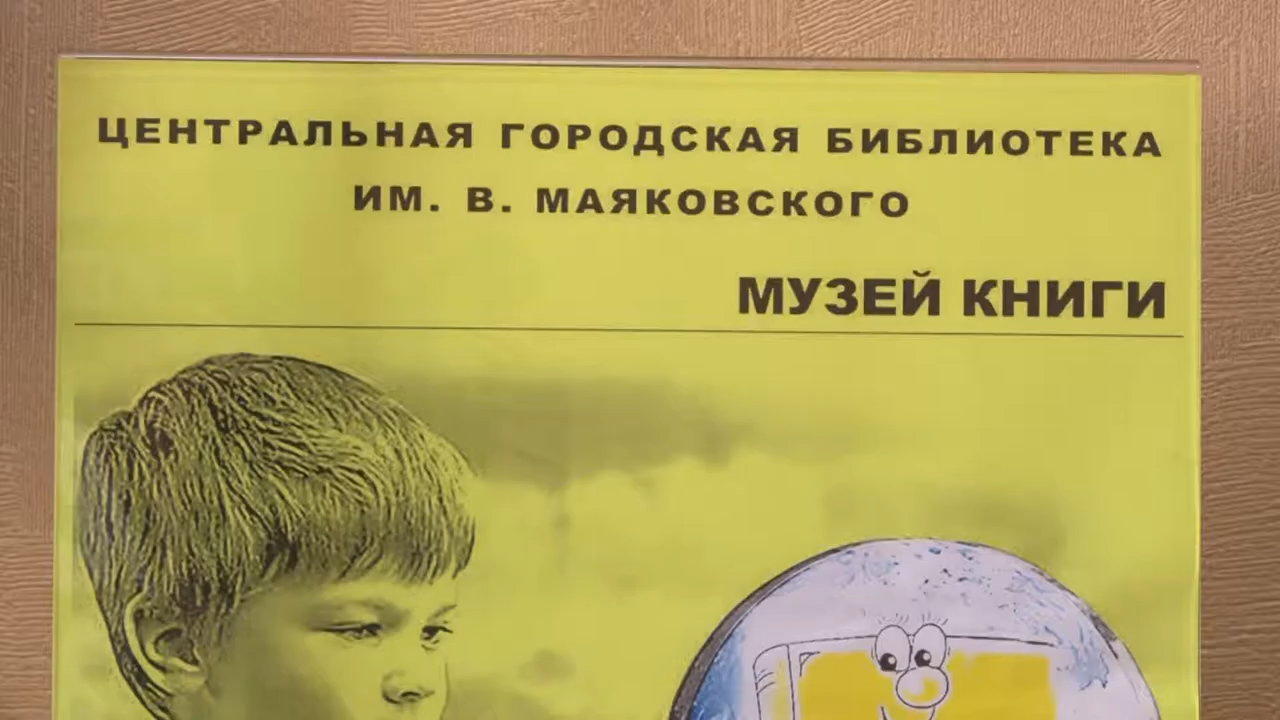 ЦЕНТРАЛЬНАЯ ГОРОДСКАЯ БИБЛИОТЕКА
ИМ. В. МАЯКОВСКОГО
МУЗЕЙ КНИГИ